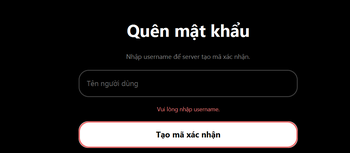 Quên mật khẩu
Nhập username để server tạo mã xác nhận.
Tên người dùng
Vui lòng nhập username.
Tạo mã xác nhận